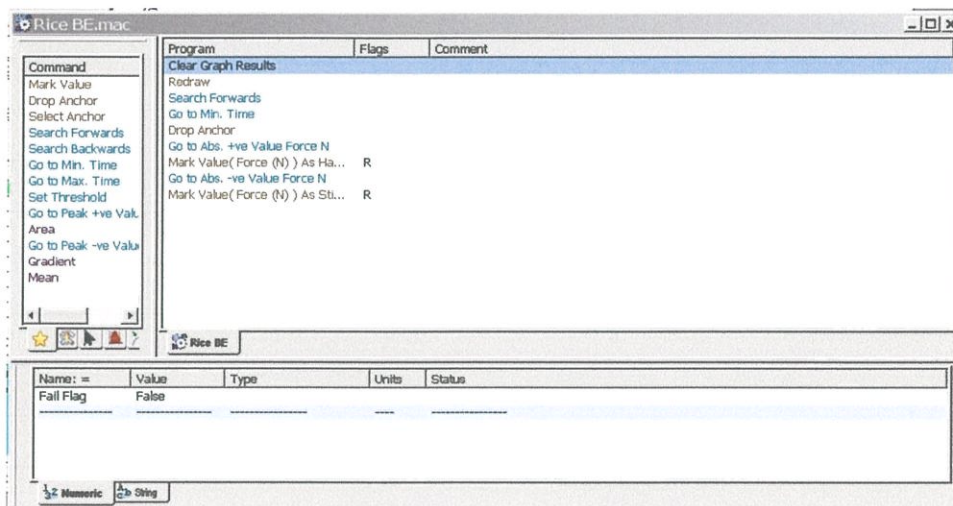 Rice BE.mac
Command
Mark Value
Drop Anchor
Select Anchor
Search Forwards
Search Backwards
Go to Min. Time
Go to Max. Time
Set Threshold
Go to Peak +ve Valu
Area
Go to Peak -ve Valu
Gradient
Mean
Program Flags Comment
Clear Graph Results
Redraw
Search Forwards
Go to Min. Time
Drop Anchor
Go to Abs. +ve Value Force N
Mark Value( Force (N) ) As Ha... R
Go to Abs. -ve Value Force N
Mark Value( Force (N) ) As Sti... R
Rice BE
Name: = Value Type Units Status
Fail Flag False
Numeric String